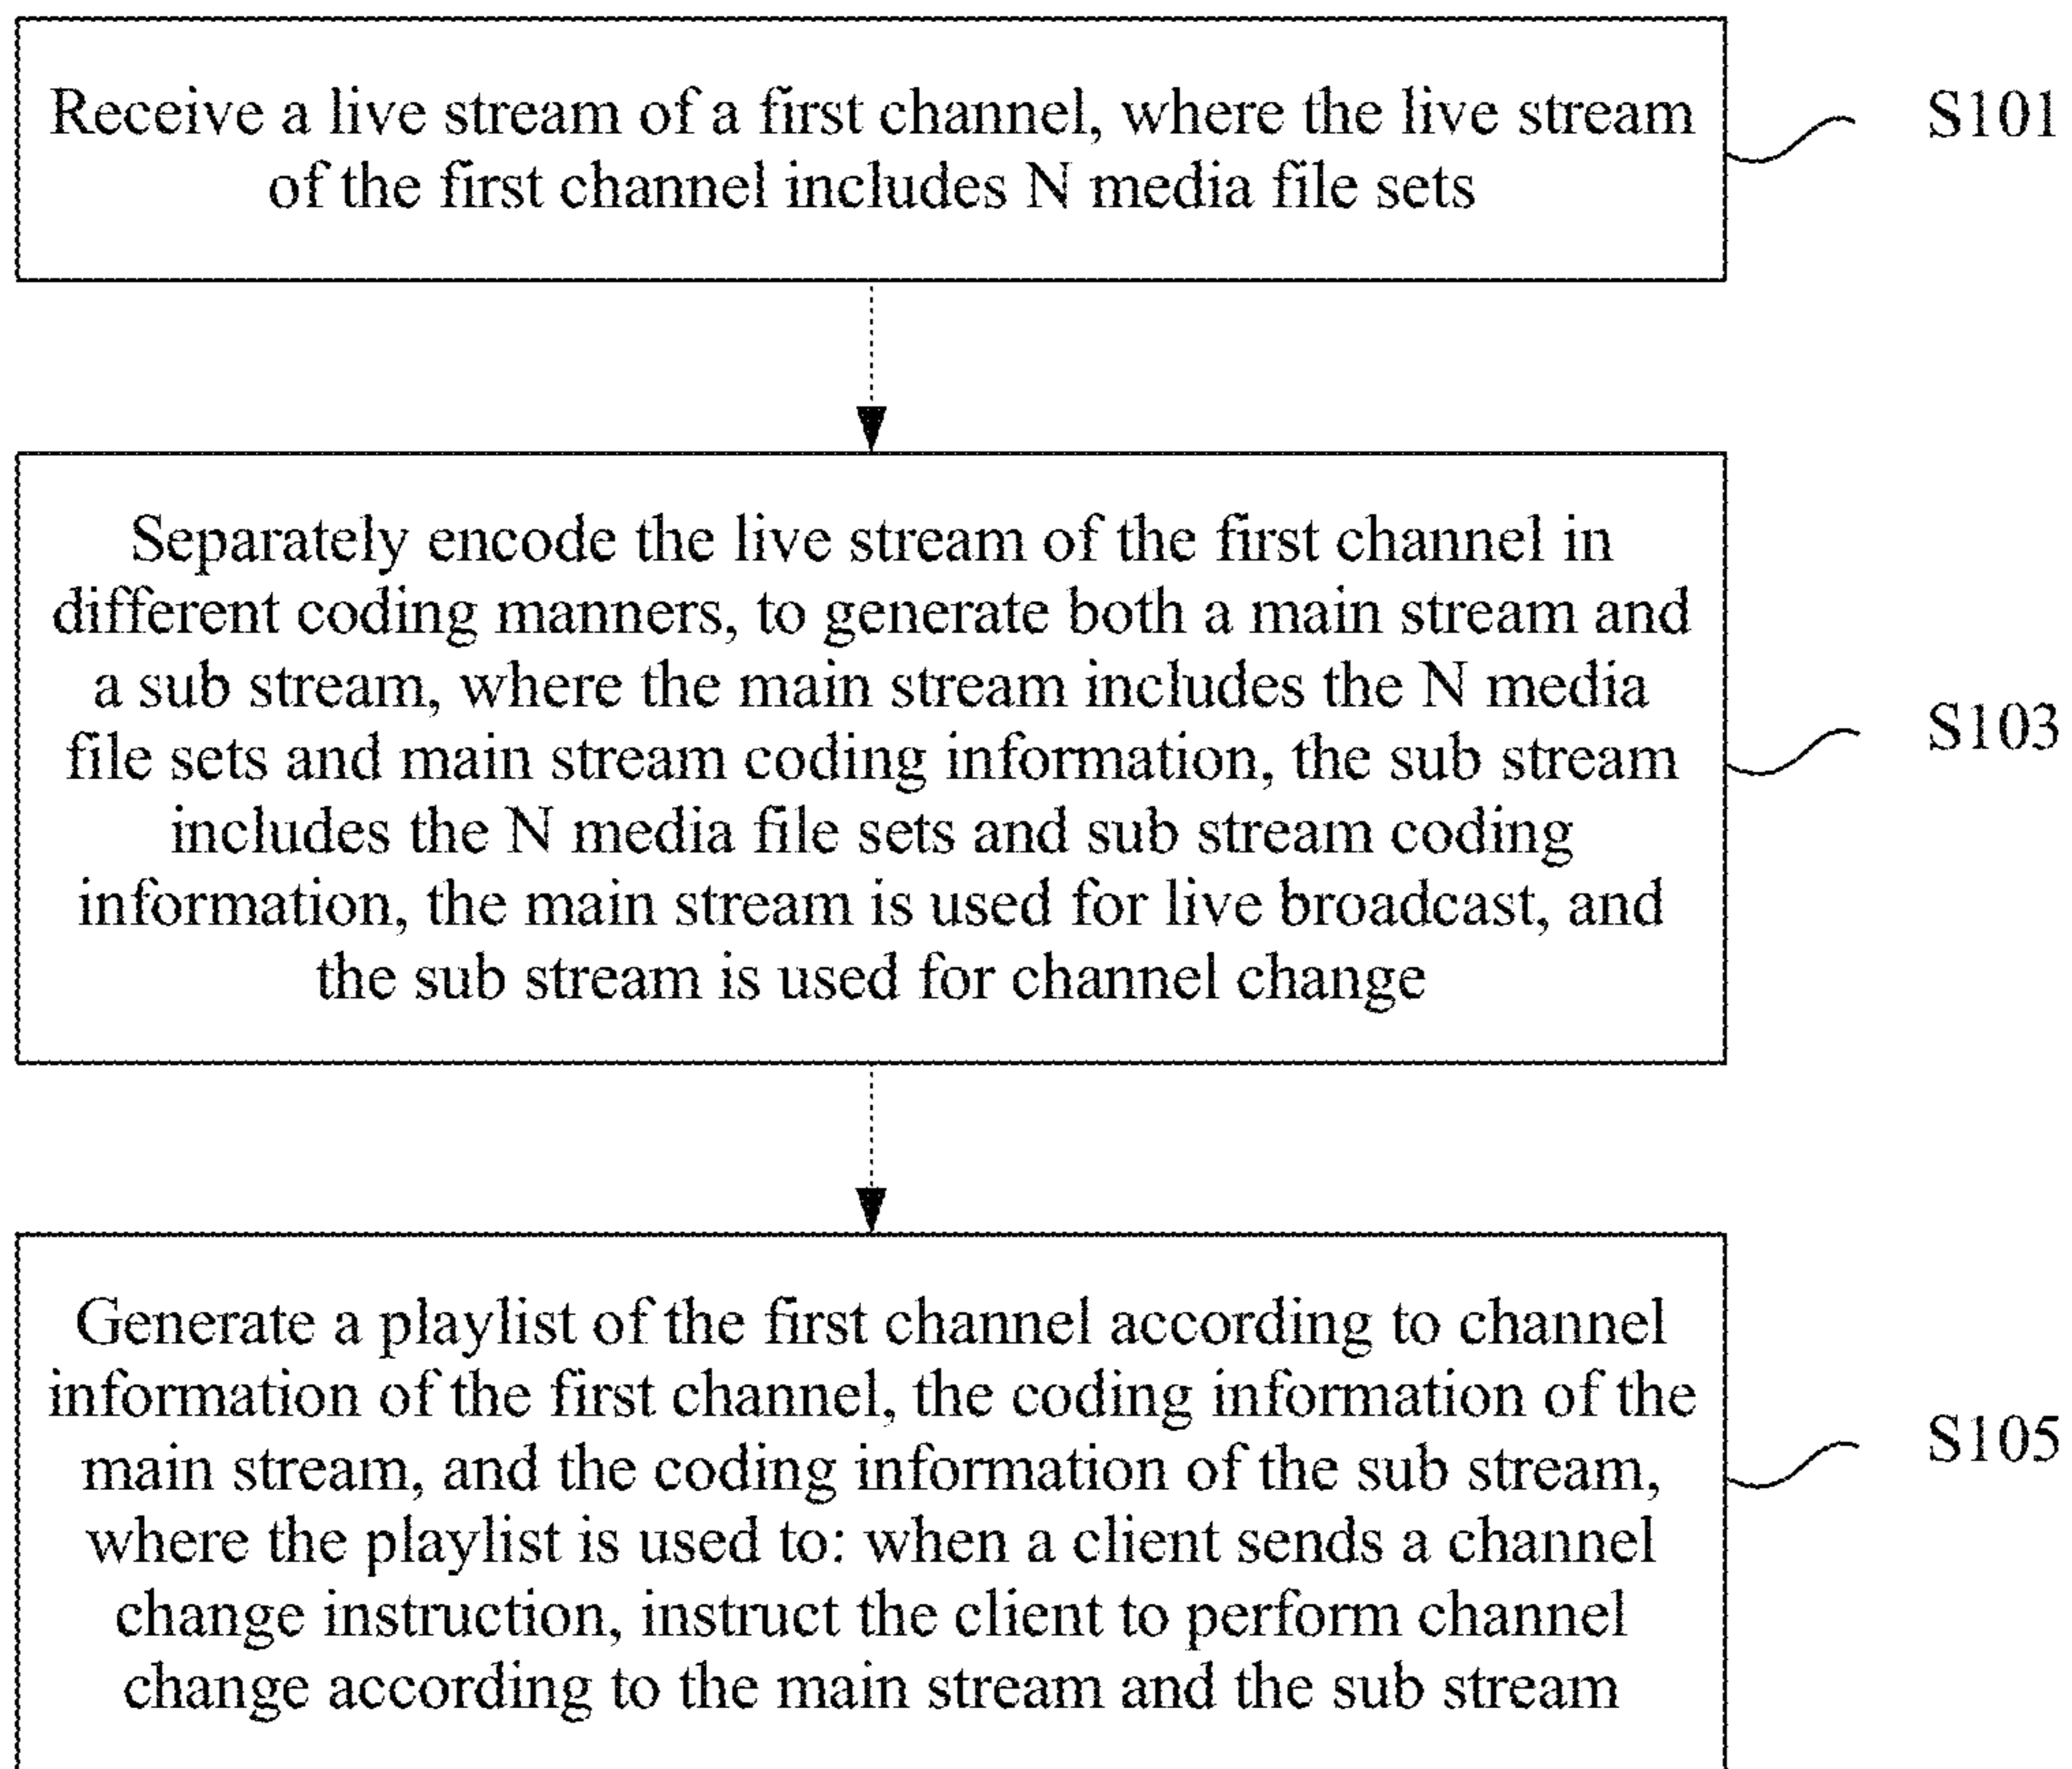 Receive a live stream of a first channel, where the live stream
of the first channel includes N media file sets
S101
Separately encode the live stream of the first channel in
different coding manners, to generate both a main stream and
a sub stream, where the main stream includes the N media
file sets and main stream coding information, the sub stream
includes the N media file sets and sub stream coding
information, the main stream is used for live broadcast, and
the sub stream is used for channel change
S103
Generate a playlist of the first channel according to channel
information of the first channel, the coding information of the
main stream, and the coding information of the sub stream,
where the playlist is used to: when a client sends a channel
change instruction, instruct the client to perform channel
change according to the main stream and the sub stream
S105